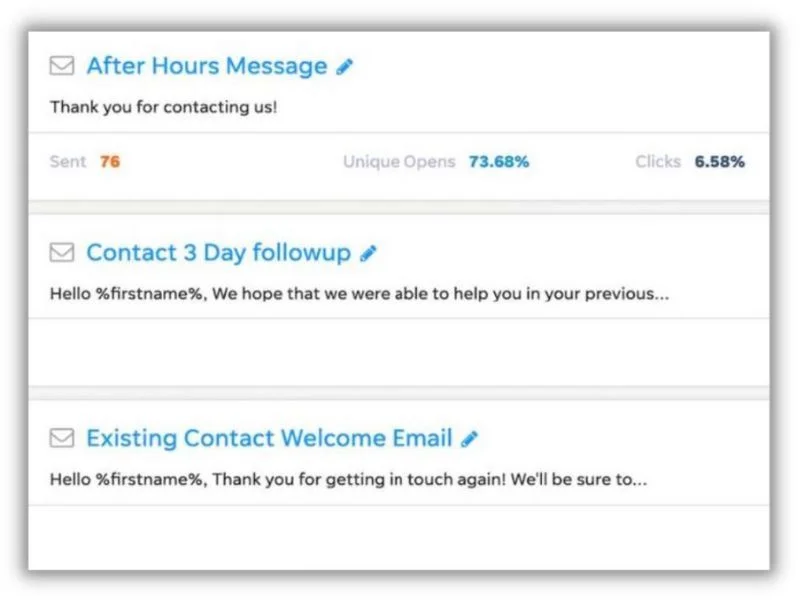 After Hours Message
Thank you for contacting us!
Sent 76 Unique Opens 73.68% Clicks 6.58%
Contact 3 Day followup
Hello %firstname%, We hope that we were able to help you in your previous...
Existing Contact Welcome Email
Hello %firstname%, Thank you for getting in touch again! We'll be sure to...